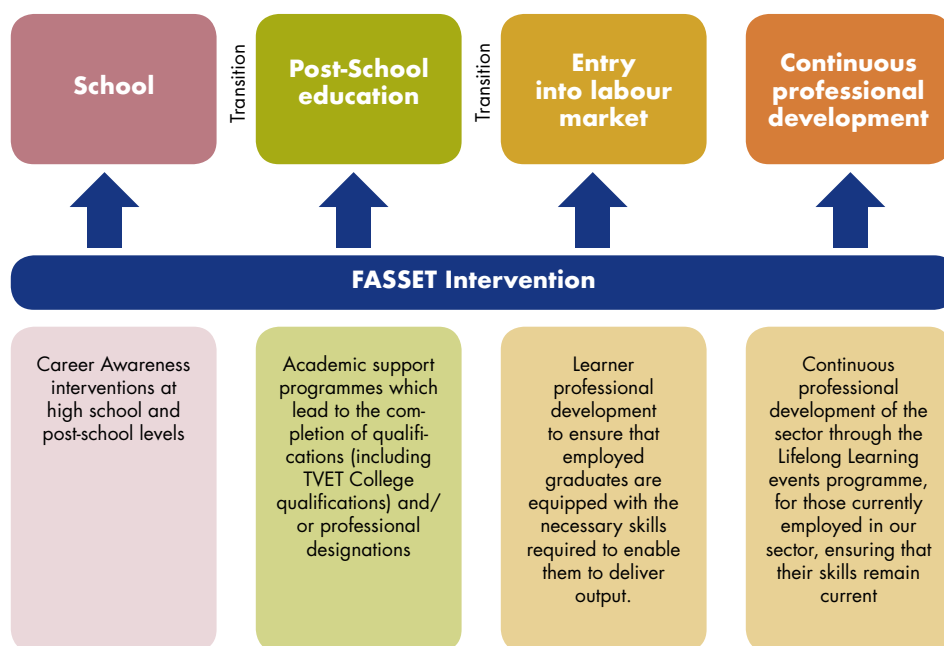 School
Transition
Post-School
education
Transition
Entry
into labour
market
Continuous
professional
development
FASSET Intervention
Career Awareness
interventions at
high school and
post-school levels
Academic support
programmes which
lead to the com-
pletion of qualifi-
cations (including
TVET College
qualifications) and/
or professional
designations
Learner
professional
development
to ensure that
employed
graduates are
equipped with the
necessary skills
required to enable
them to deliver
output.
Continuous
professional
development of the
sector through the
Lifelong Learning
events programme,
for those currently
employed in our
sector, ensuring that
their skills remain
current